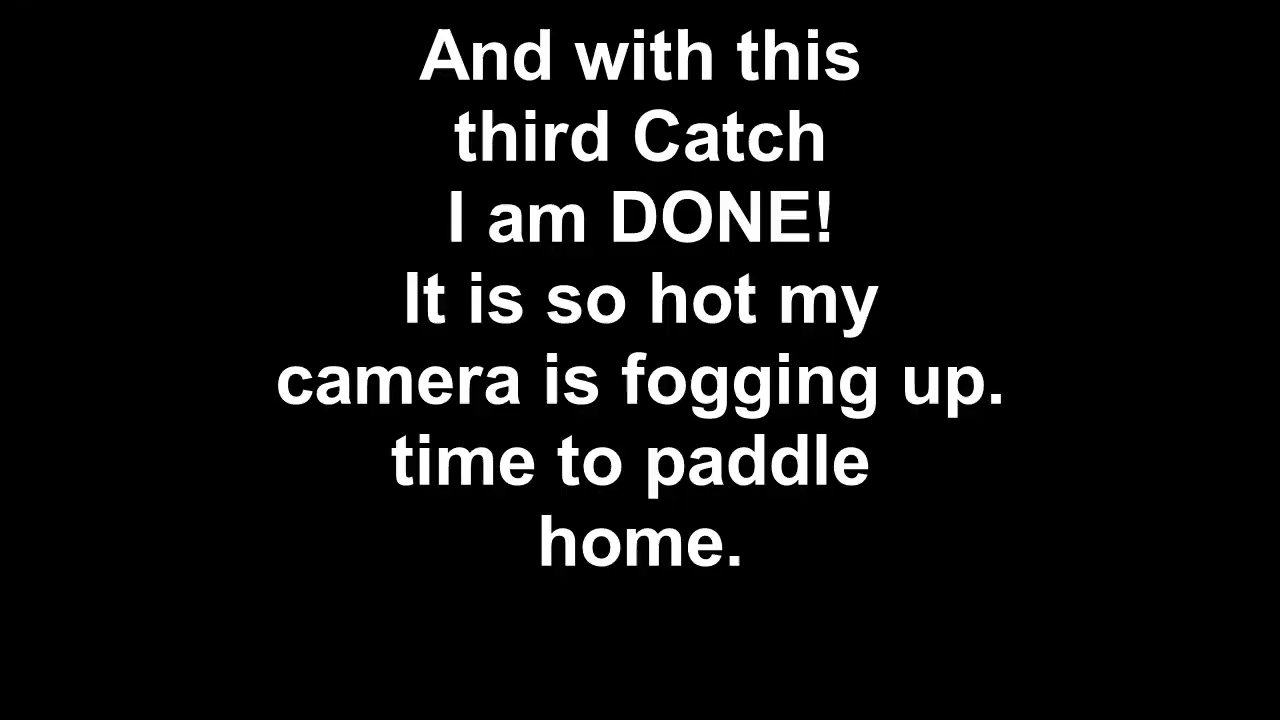 And with this
third Catch
I am DONE!
It is so hot my
camera is fogging up.
time to paddle
home.